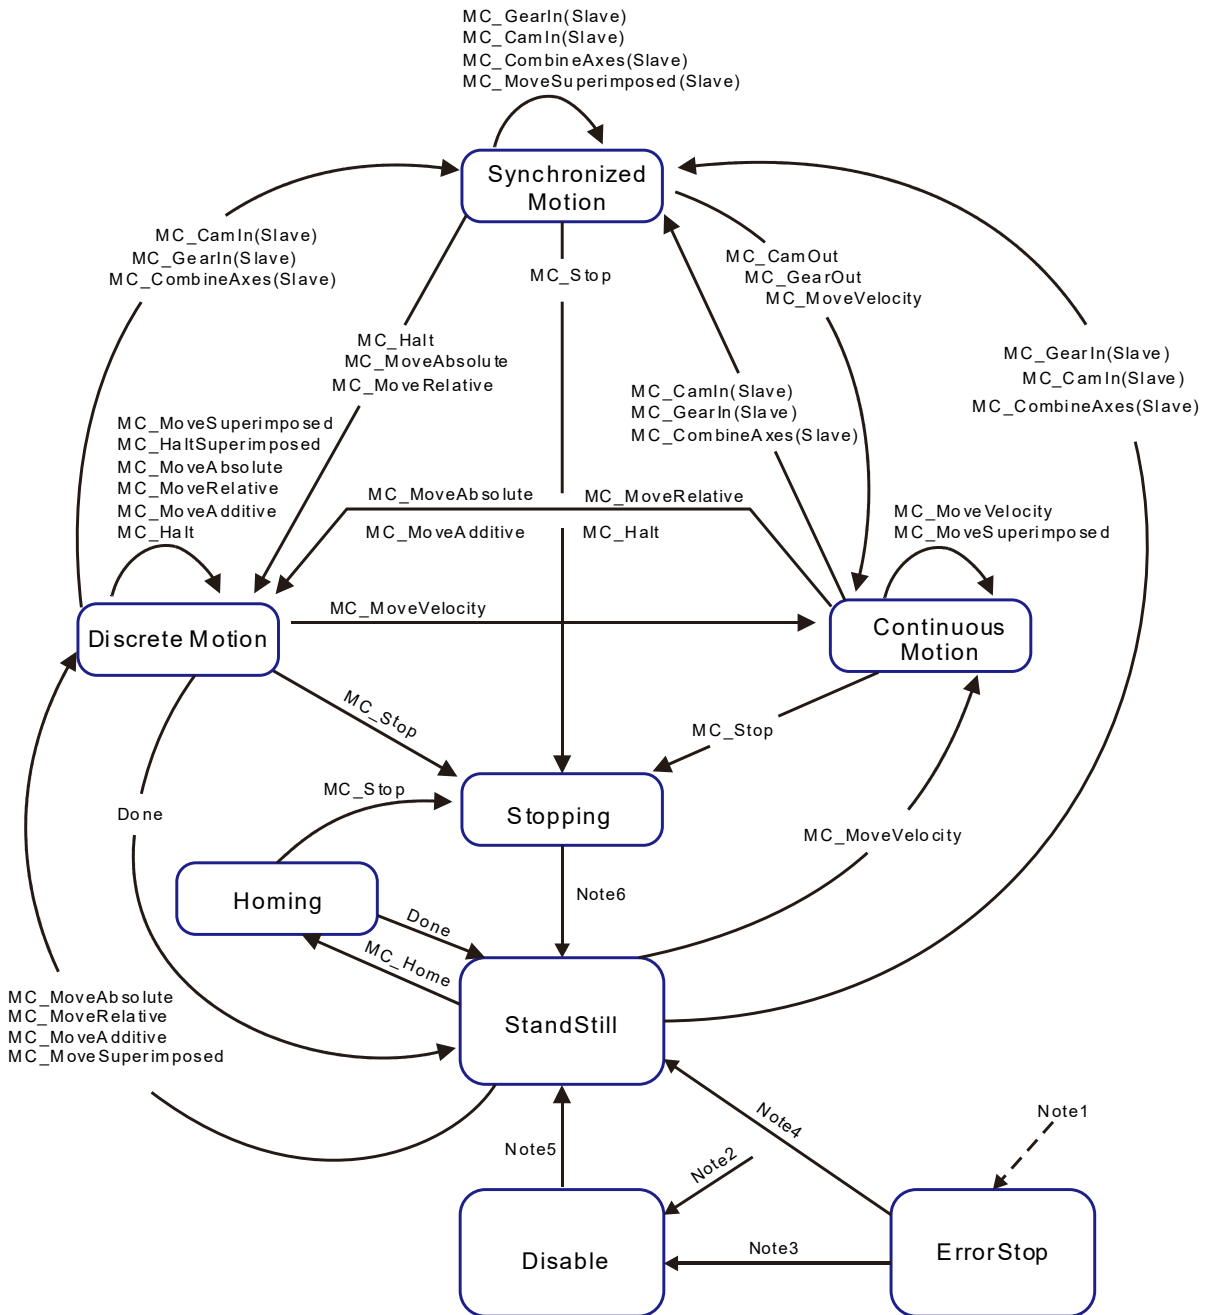 MC_GearIn(Slave)
MC_CamIn(Slave)
MC_CombineAxes(Slave)
MC_MoveSuperimposed(Slave)
Synchronized
Motion
MC_CamIn(Slave)
MC_GearIn(Slave)
MC_CombineAxes(Slave)
MC_Stop
MC_CamOut
MC_GearOut
MC_MoveVelocity
MC_Halt
MC_MoveAbsolute
MC_MoveRelative
MC_GearIn(Slave)
MC_CamIn(Slave)
MC_CombineAxes(Slave)
MC_CamIn(Slave)
MC_GearIn(Slave)
MC_CombineAxes(Slave)
MC_MoveSuperimposed
MC_HaltSuperimposed
MC_MoveAbsolute
MC_MoveRelative
MC_MoveAdditive
MC_Halt
MC_MoveAbsolute
MC_MoveRelative
MC_MoveAdditive
MC_Halt
MC_MoveVelocity
MC_MoveSuperimposed
MC_MoveVelocity
Discrete Motion
Continuous
Motion
MC_Stop
MC_Stop
MC_Stop
Stopping
Done
MC_MoveVelocity
Homing
Note6
Done
MC_Home
MC_MoveAbsolute
MC_MoveRelative
MC_MoveAdditive
MC_MoveSuperimposed
StandStill
Note4
Note1
Note5
Note2
Note3
Disable
ErrorStop